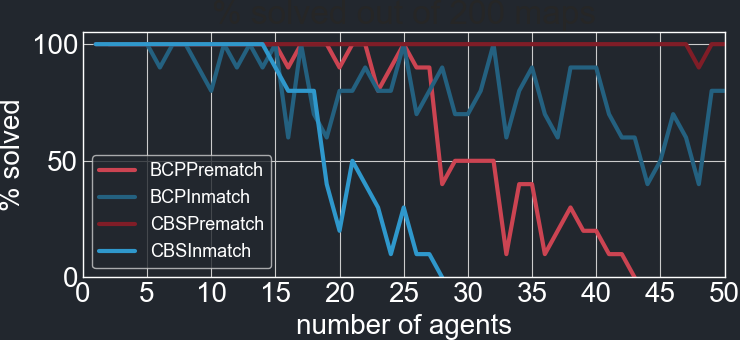 100
50
0
% solved
BCPPrematch
BCPInmatch
CBSPrematch
CBSInmatch
0 5 10 15 20 25 30 35 40 45 50
number of agents